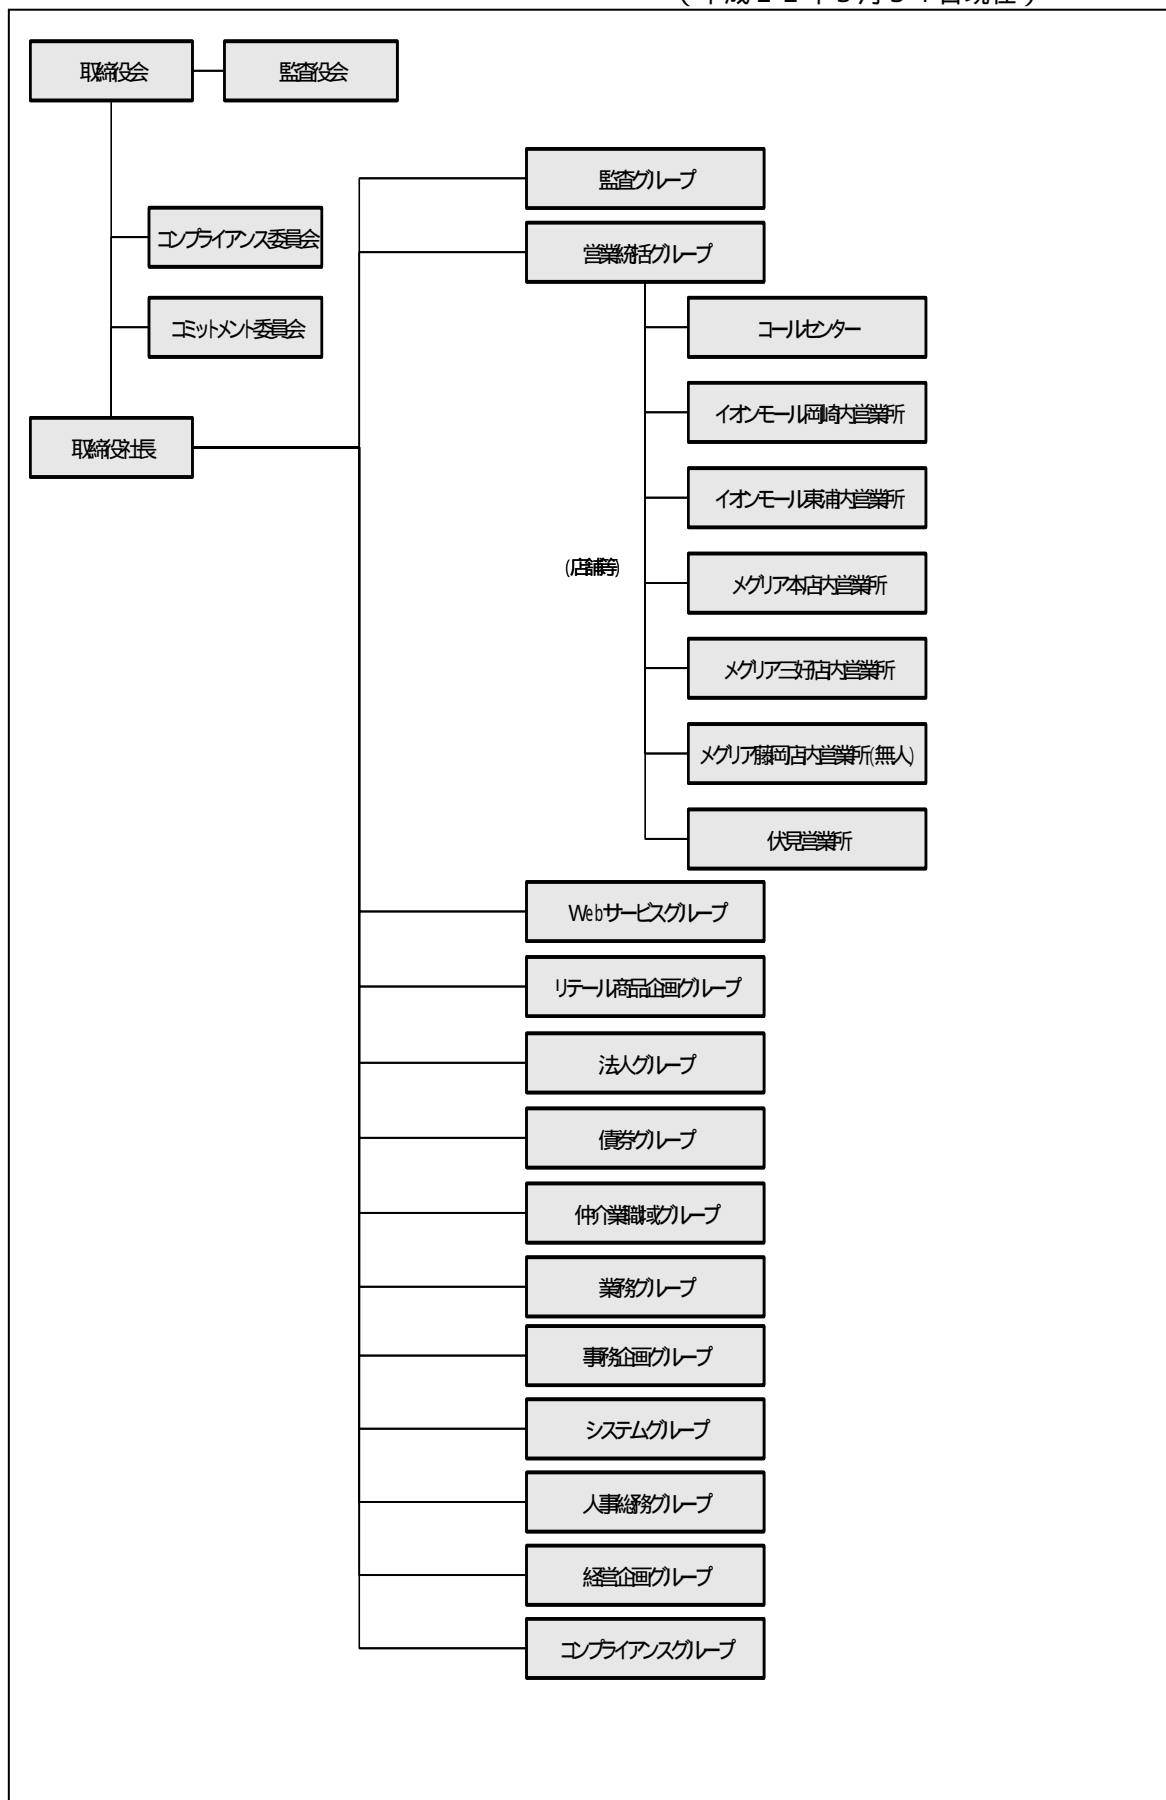 取締役会
監査役会
監査グループ
コンプライアンス委員会
営業統括グループ
コミットメント委員会
コールセンター
イオンモール岡崎内営業所
取締役社長
イオンモール東浦内営業所
(店舗等)
メグリア本店内営業所
メグリア三好店内営業所
メグリア藤岡店内営業所(無人)
伏見営業所
Webサービスグループ
リテール商品企画グループ
法人グループ
債券グループ
仲介業職域グループ
業務グループ
事務企画グループ
システムグループ
人事総務グループ
経営企画グループ
コンプライアンスグループ